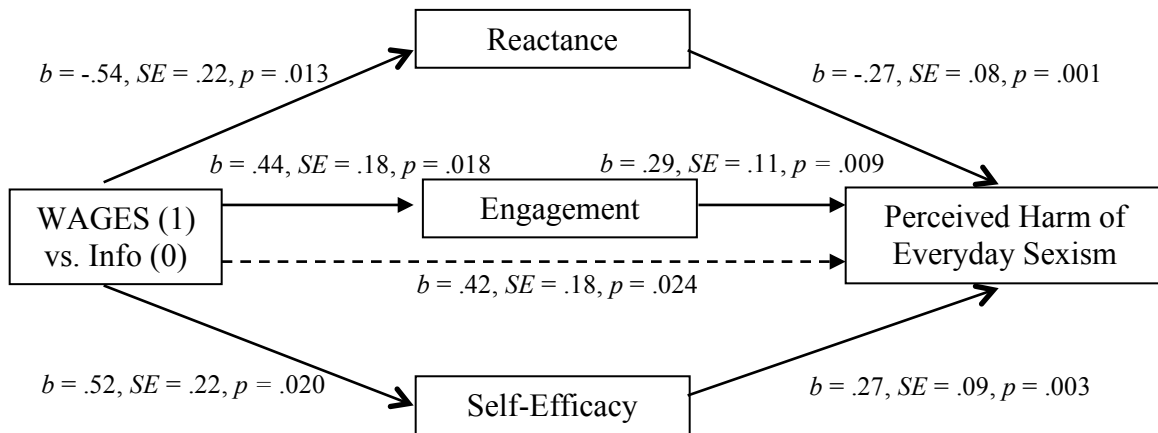 Reactance
b = -.54, SE = .22, p = .013
b = -.27, SE = .08, p = .001
b = .44, SE = .18, p = .018
b = .29, SE = .11, p = .009
WAGES (1)
vs. Info (0)
Engagement
Perceived Harm of
Everyday Sexism
b = .42, SE = .18, p = .024
b = .52, SE = .22, p = .020
b = .27, SE = .09, p = .003
Self-Efficacy